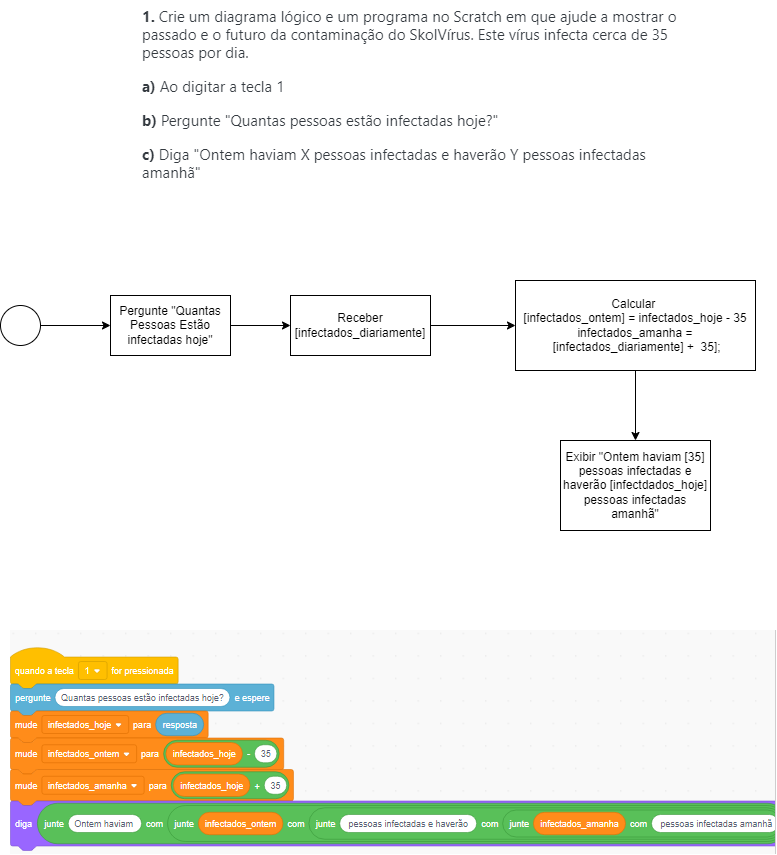 1. Crie um diagrama lógico e um programa no Scratch em que ajude a mostrar o
passado e o futuro da contaminação do SkolVírus. Este vírus infecta cerca de 35
pessoas por dia.
a) Ao digitar a tecla 1
b) Pergunte "Quantas pessoas estão infectadas hoje?"
c) Diga "Ontem haviam X pessoas infectadas e haverão Y pessoas infectadas
amanhã"
Pergunte "Quantas
Pessoas Estão
infectadas hoje"
Receber
[infectados_diariamente]
Calcular
[infectados_ontem] = infectados_hoje - 35
infectados_amanha =
[infectados_diariamente] + 35];
Exibir "Ontem haviam [35]
pessoas infectadas e
haverão [infectdados_hoje]
pessoas infectadas
amanhã"
quando a tecla 1 for pressionada
pergunte Quantas pessoas estão infectadas hoje? e espere
mude infectados_hoje para resposta
mude infectados_ontem para infectados_hoje - 35
mude infectados_amanha para infectados_hoje + 35
diga junte Ontem haviam com junte infectados_ontem com junte pessoas infectadas e haverão com junte infectados_amanha com pessoas infectadas amanhã